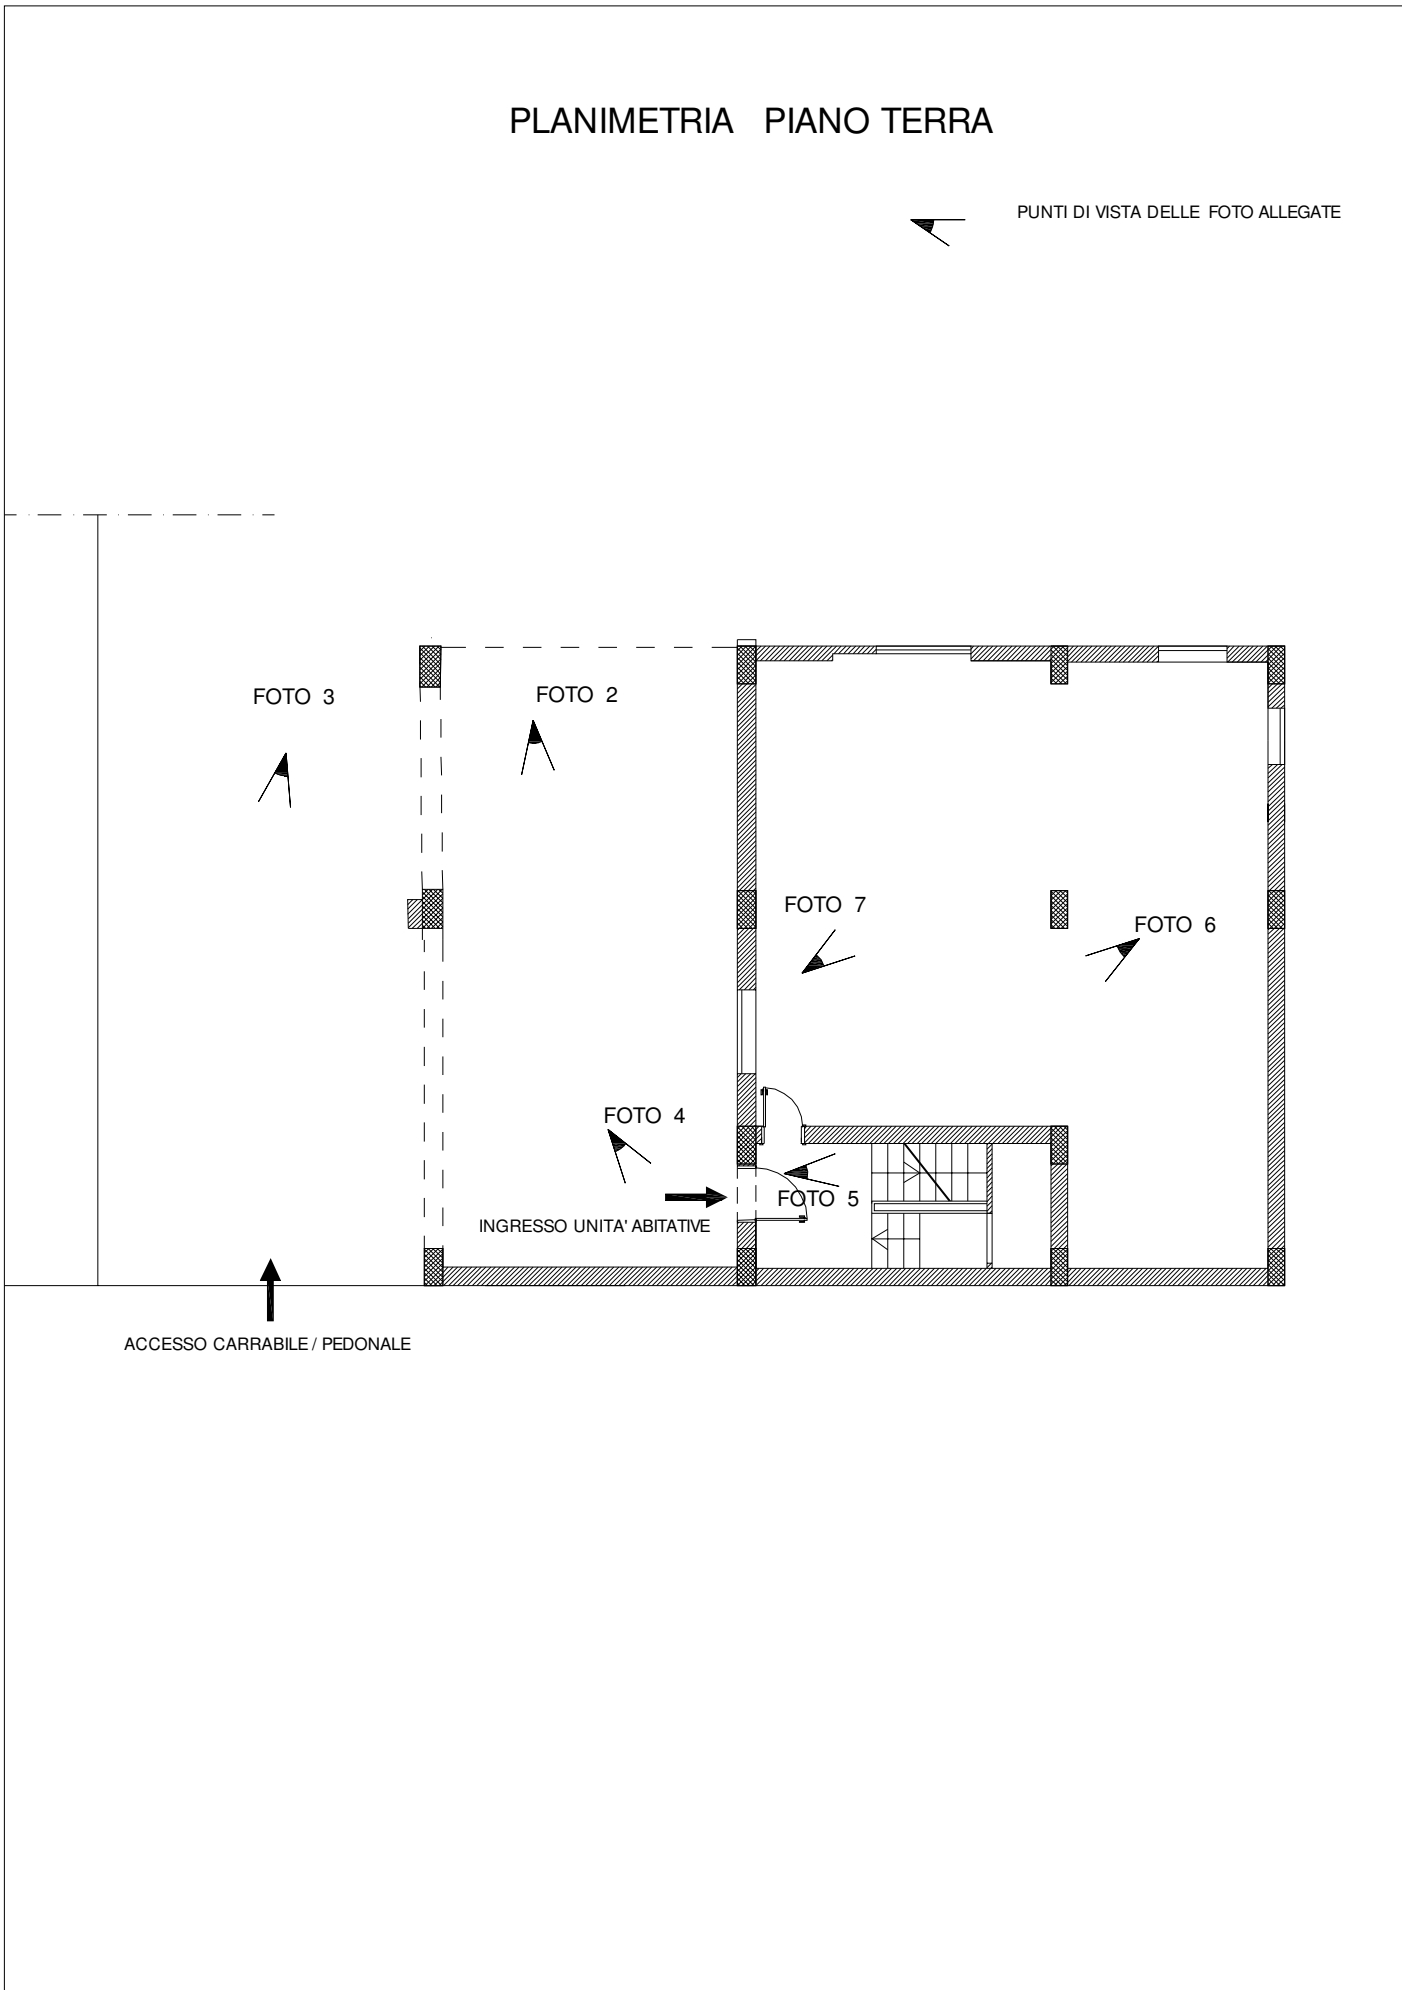 PLANIMETRIA PIANO TERRA
PUNTI DI VISTA DELLE FOTO ALLEGATE
FOTO 3
FOTO 2
FOTO 7
FOTO 6
FOTO 4
FOTO 5
INGRESSO UNITA' ABITATIVE
ACCESSO CARRABILE / PEDONALE